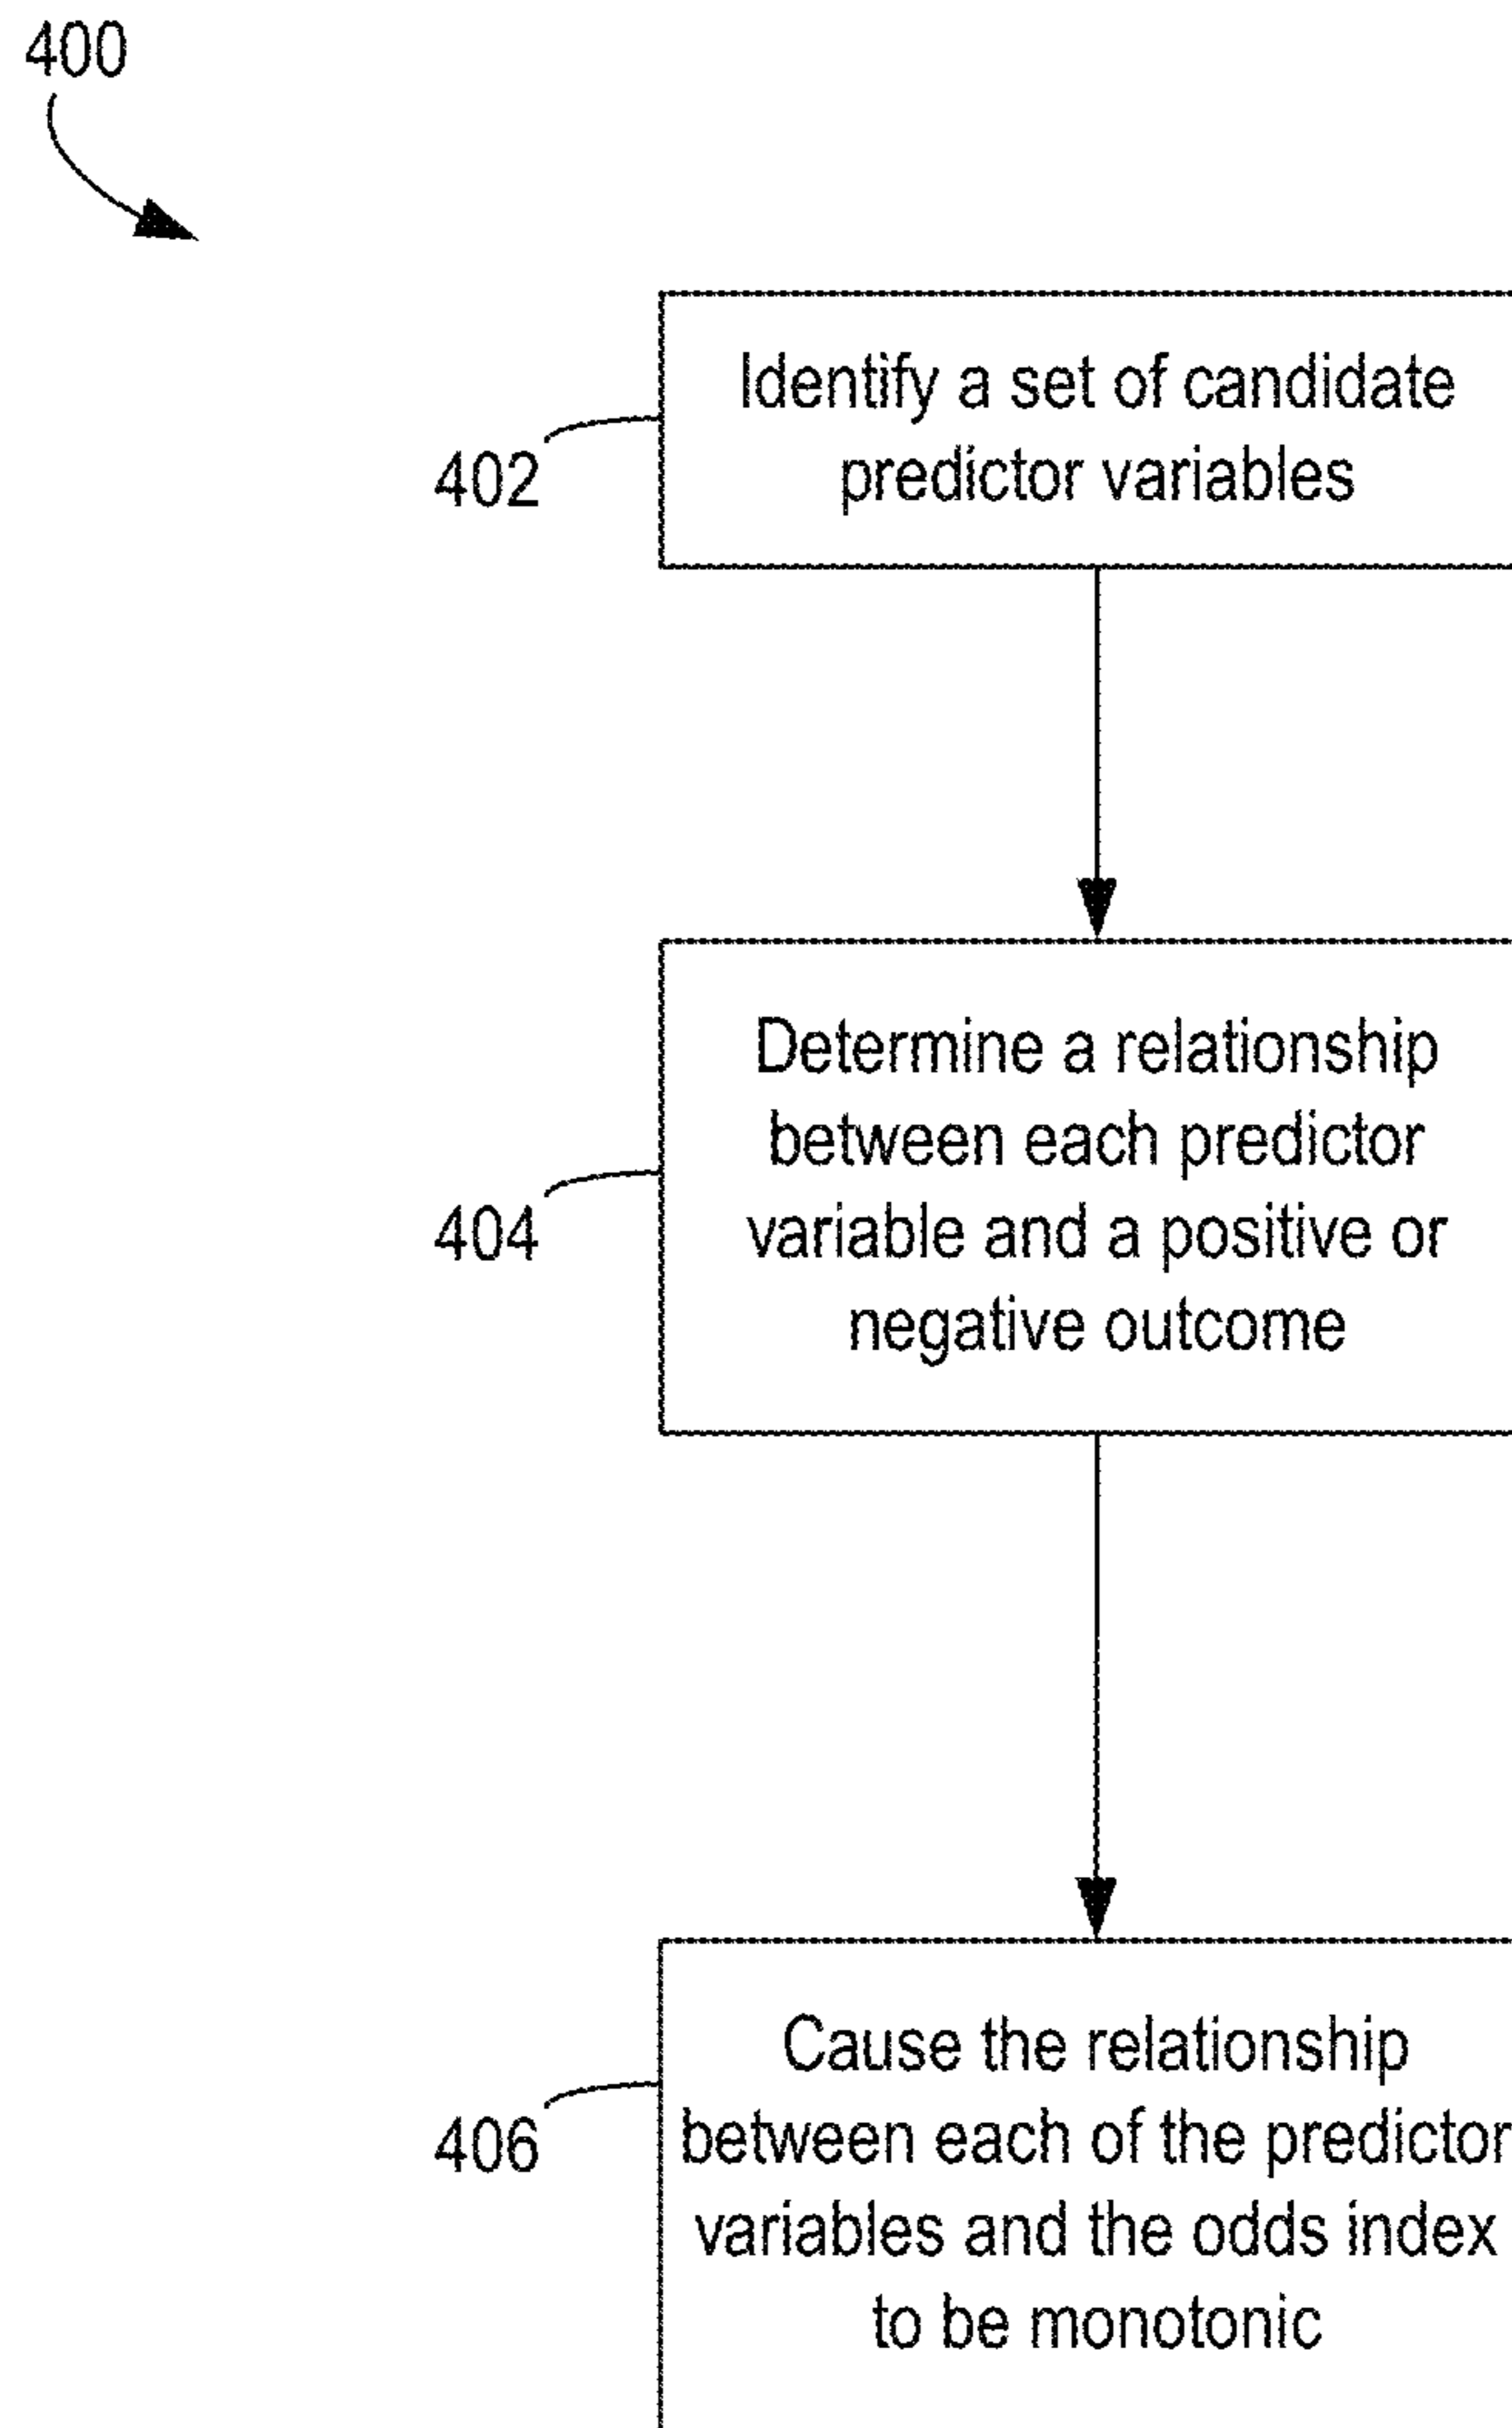 400
402
Identify a set of candidate
predictor variables
404
Determine a relationship
between each predictor
variable and a positive or
negative outcome
406
Cause the relationship
between each of the predictor
variables and the odds index
to be monotonic